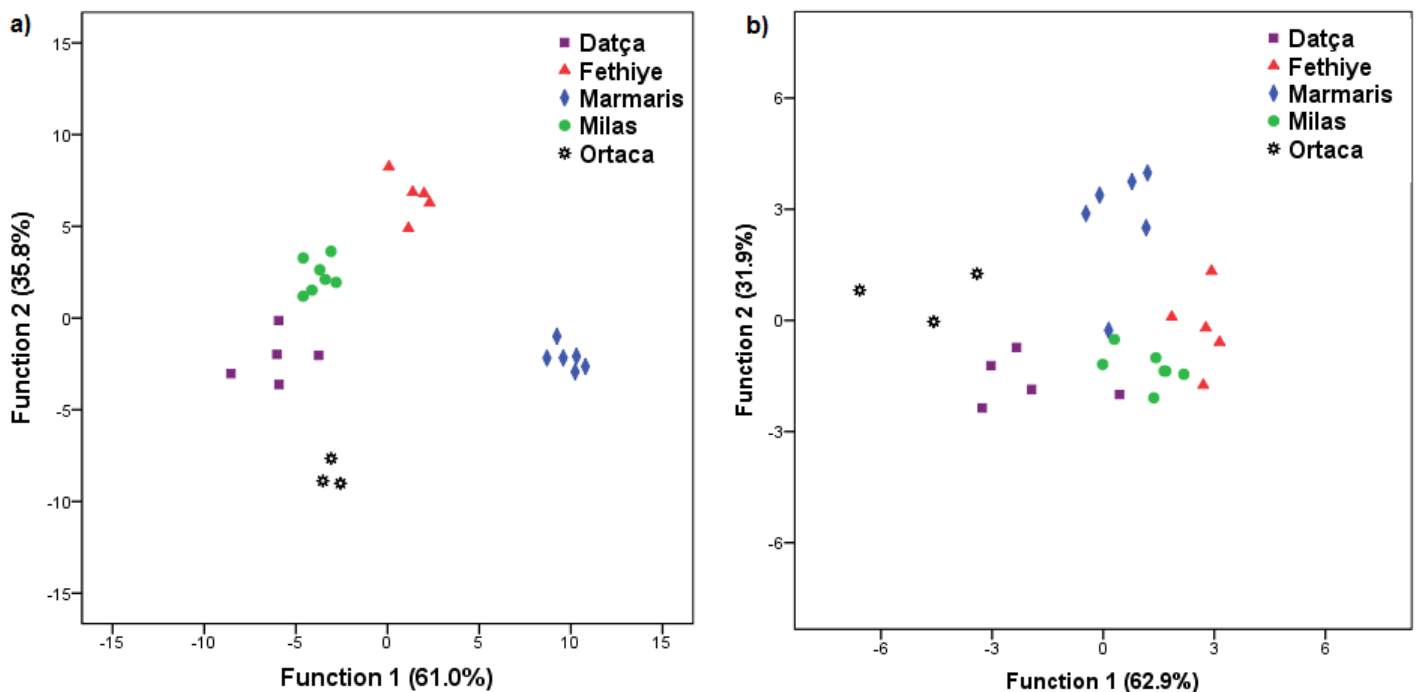 a)
Datça
Fethiye
Marmaris
Milas
Ortaca
15
10
5
0
-5
-10
-15
Function 2 (35.8%)
-15
-10
-5
0
5
10
15
Function 1 (61.0%)
b)
Datça
Fethiye
Marmaris
Milas
Ortaca
6
3
0
-3
-6
Function 2 (31.9%)
-6
-3
0
3
6
Function 1 (62.9%)